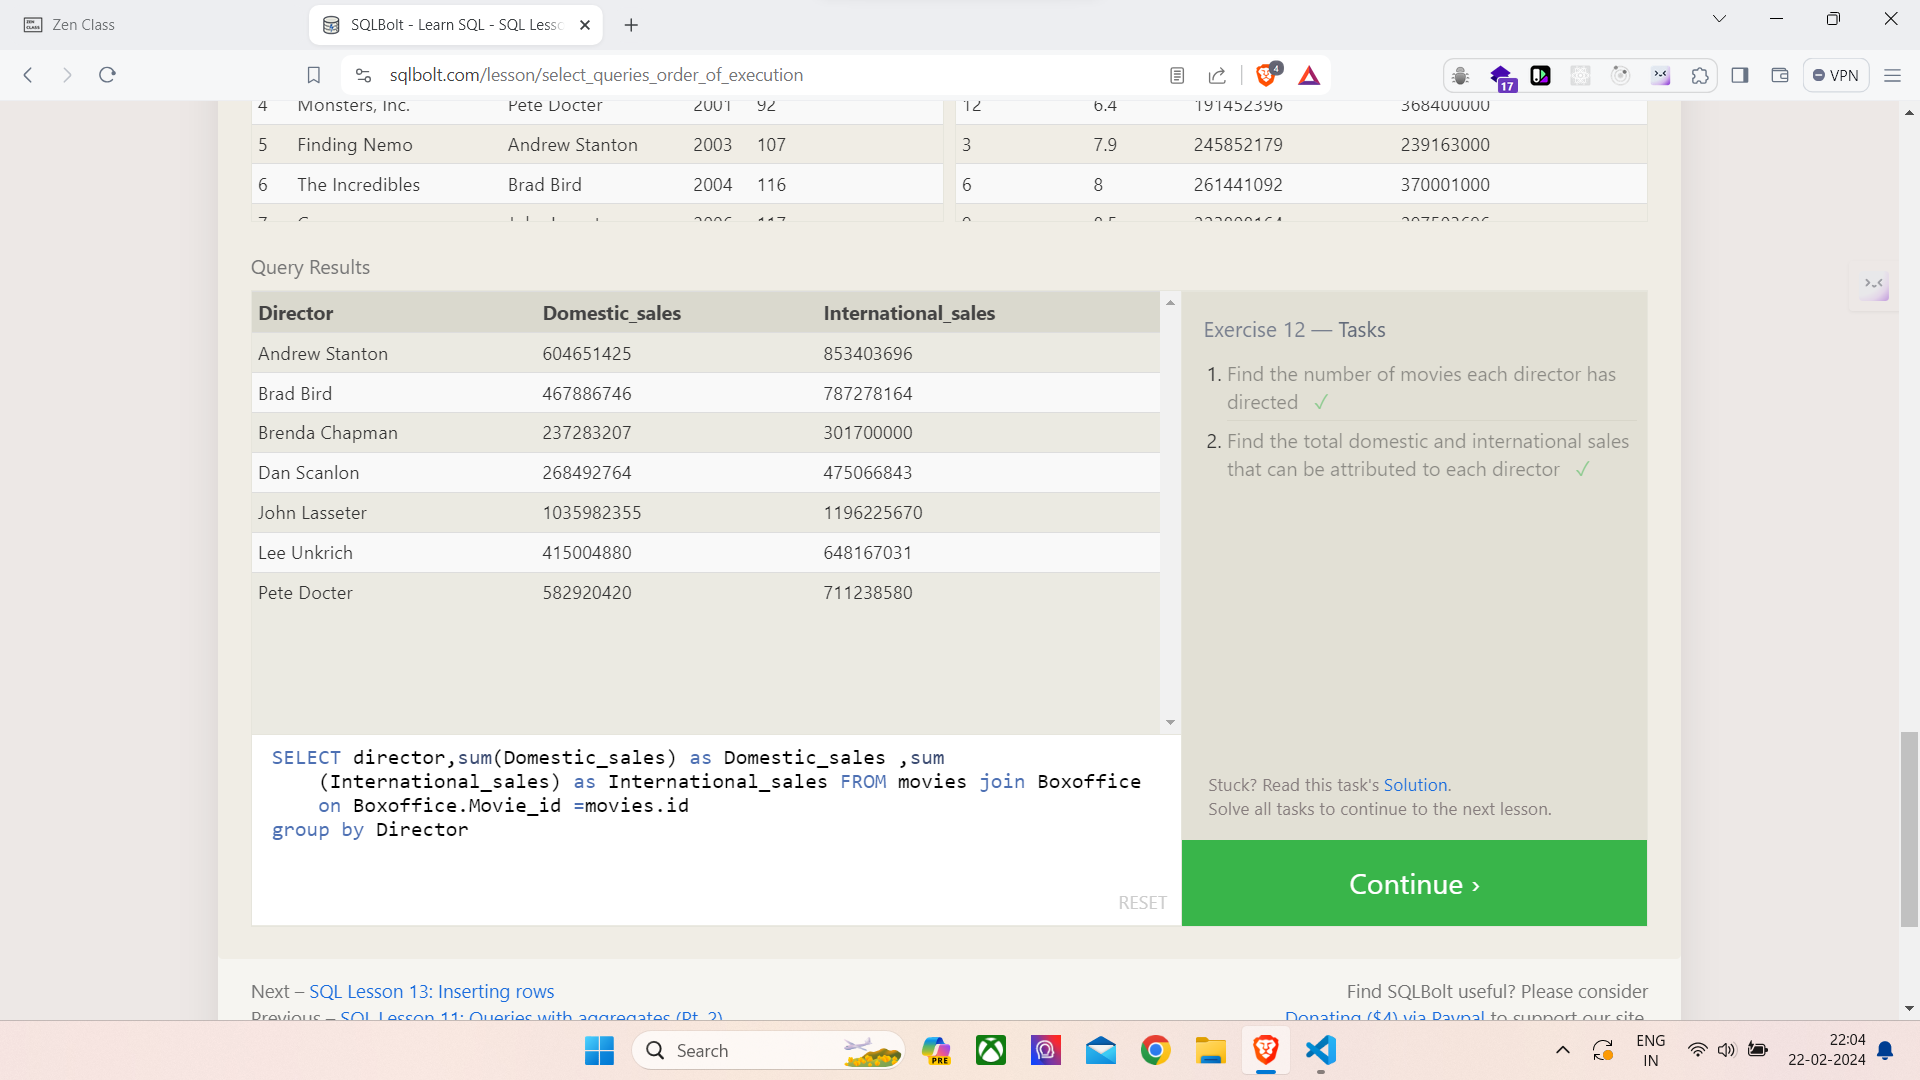 Zen Class
SQLBolt - Learn SQL - SQL Less
sqlbolt.com/lesson/select_queries_order_of_execution
4
17
VPN
4 Monsters, Inc. Pete Docter 2001 92
12 6.4 191452396 368400000
5 Finding Nemo Andrew Stanton 2003 107
3 7.9 245852179 239163000
6 The Incredibles Brad Bird 2004 116
6 8 261441092 370001000
Query Results
Director Domestic_sales International_sales
Andrew Stanton 604651425 853403696
Brad Bird 467886746 787278164
Brenda Chapman 237283207 301700000
Dan Scanlon 268492764 475066843
John Lasseter 1035982355 1196225670
Lee Unkrich 415004880 648167031
Pete Docter 582920420 711238580
Exercise 12 — Tasks
1. Find the number of movies each director has
directed ✓
2. Find the total domestic and international sales
that can be attributed to each director ✓
SELECT director,sum(Domestic_sales) as Domestic_sales ,sum
(International_sales) as International_sales FROM movies join Boxoffice
on Boxoffice.Movie_id =movies.id
group by Director
RESET
Stuck? Read this task's Solution.
Solve all tasks to continue to the next lesson.
Continue ›
Next – SQL Lesson 13: Inserting rows
Previous – SQL Lesson 11: Queries with aggregates (Pt. 2)
Find SQLBolt useful? Please consider
Donating ($4) via Paypal to support our site.
Search
PRE
ENG
IN
22:04
22-02-2024